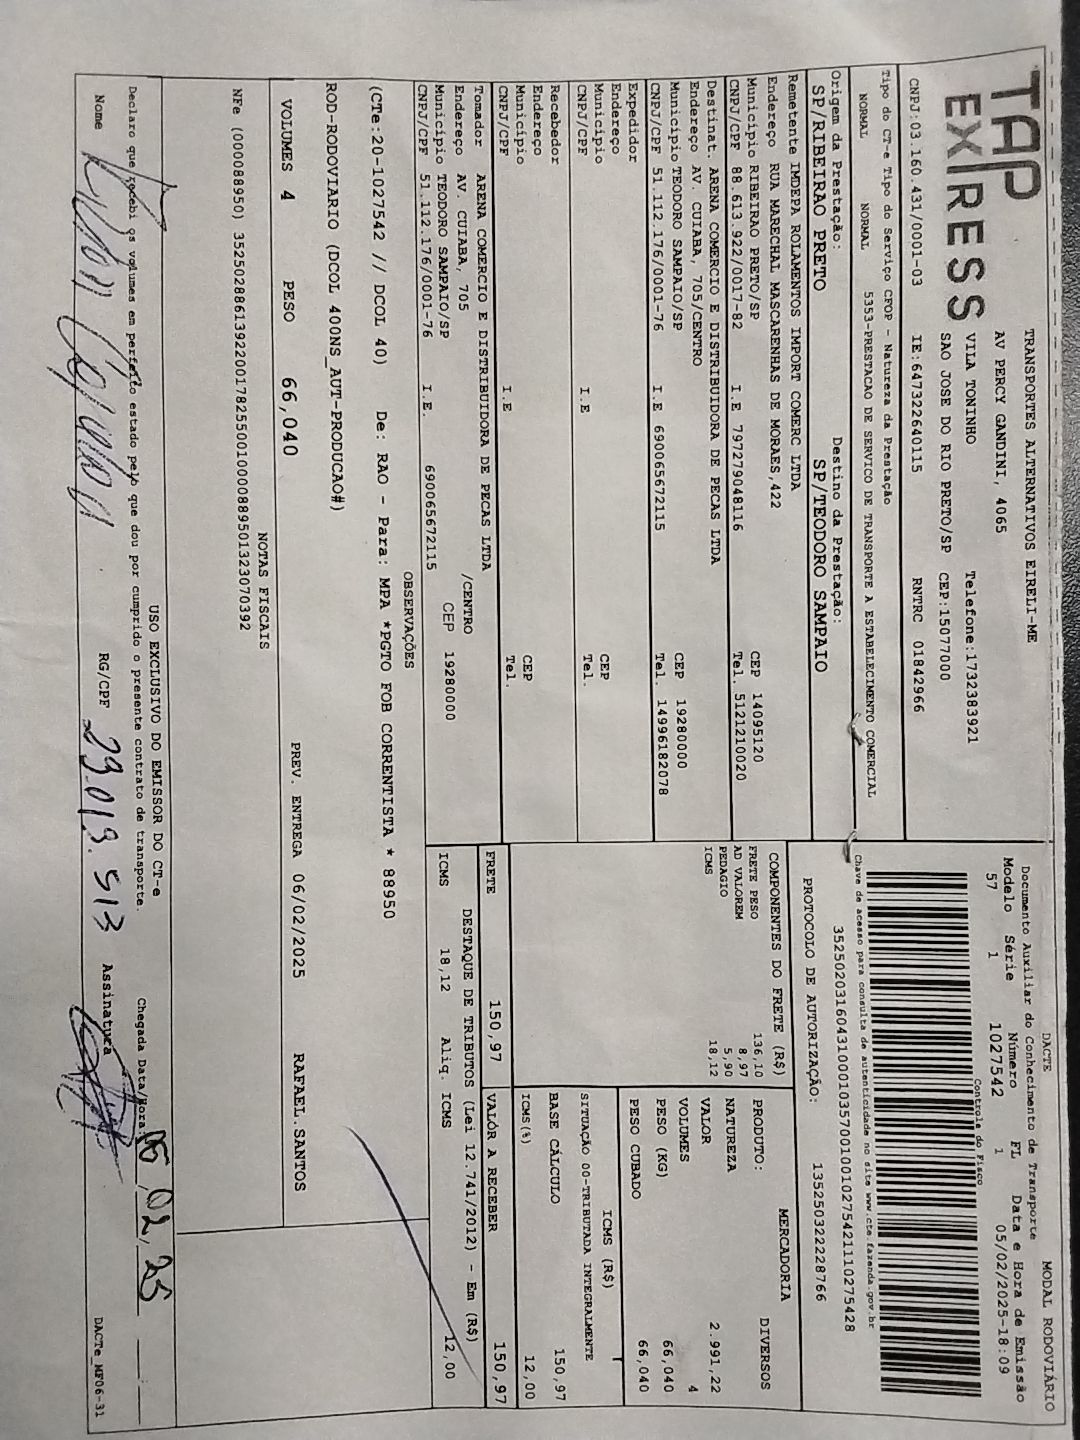 TAP
EXPRESS
TRANSPORTES ALTERNATIVOS EIRELI-ME
AV PERCY GANDINI, 4065
VILA TONINHO Telefone:1732383921
SAO JOSE DO RIO PRETO/SP CEP:15077000
CNPJ:03.160.431/0001-03 IE:647322640115 RNTRC 01842966
Tipo do CT-e Tipo do Serviço CFOP - Natureza da Prestação
NORMAL NORMAL 5353-PRESTACAO DE SERVICO DE TRANSPORTE A ESTABELECIMENTO COMERCIAL
Origem da Prestação: Destino da Prestação:
SP/RIBEIRAO PRETO SP/TEODORO SAMPAIO
Remetente IMDEPA ROLAMENTOS IMPORT COMERC LTDA
Endereço RUA MARECHAL MASCARENHAS DE MORAES,422
Município RIBEIRAO PRETO/SP CEP 14095120
CNPJ/CPF 88.613.922/0017-82 I.E 797279048116 Tel. 5121210020
Destinat. ARENA COMERCIO E DISTRIBUIDORA DE PECAS LTDA
Endereço AV. CUIABA, 705/CENTRO
Município TEODORO SAMPAIO/SP CEP 19280000
CNPJ/CPF 51.112.176/0001-76 I.E 690065672115 Tel. 14996182078
Expedidor
Endereço
Município CEP
CNPJ/CPF I.E Tel.
Recebedor
Endereço
Município CEP
CNPJ/CPF I.E Tel.
Tomador ARENA COMERCIO E DISTRIBUIDORA DE PECAS LTDA
Endereço AV. CUIABA, 705 /CENTRO
Município TEODORO SAMPAIO/SP CEP 19280000
CNPJ/CPF 51.112.176/0001-76 I.E. 690065672115
DACTE MODAL RODOVIÁRIO
Documento Auxiliar do Conhecimento de Transporte
Modelo Série Número FL Data e Hora de Emissão
57 1 1027542 1 05/02/2025-18:09
Controle do Fisco
Chave de acesso para consulta de autenticidade no site www.cte.fazenda.gov.br
35250203160431000103570010010275421110275428
PROTOCOLO DE AUTORIZAÇÃO: 135250322228766
COMPONENTES DO FRETE (R$)
FRETE PESO 136,10
AD VALOREM 8,97
PEDAGIO 5,90
ICMS 18,12
MERCADORIA
PRODUTO: DIVERSOS
NATUREZA
VALOR 2.991,22
VOLUMES 4
PESO (KG) 66,040
PESO CUBADO 66,040
ICMS (R$)
SITUAÇÃO 00-TRIBUTADA INTEGRALMENTE
BASE CÁLCULO 150,97
ICMS(%) 12,00
FRETE 150,97 VALOR A RECEBER 150,97
DESTAQUE DE TRIBUTOS (Lei 12.741/2012) - Em (R$)
ICMS 18,12 Aliq. ICMS 12,00
OBSERVAÇÕES
(CTe:20-1027542 // DCOL 40) De: RAO - Para: MPA *PGTO FOB CORRENTISTA * 88950
ROD-RODOVIARIO (DCOL 400NS_AUT-PRODUCAO#)
VOLUMES 4 PESO 66,040 PREV. ENTREGA 06/02/2025 RAFAEL.SANTOS
NOTAS FISCAIS
NFe (000088950) 35250288613922001782550010000889501323070392
USO EXCLUSIVO DO EMISSOR DO CT-e
Declaro que recebi os volumes em perfeito estado pelo que dou por cumprido o presente contrato de transporte.
Chegada Data/Hora: 06/02/25
Nome RG/CPF 29.019.513 Assinatura
DACTe_MF06-31